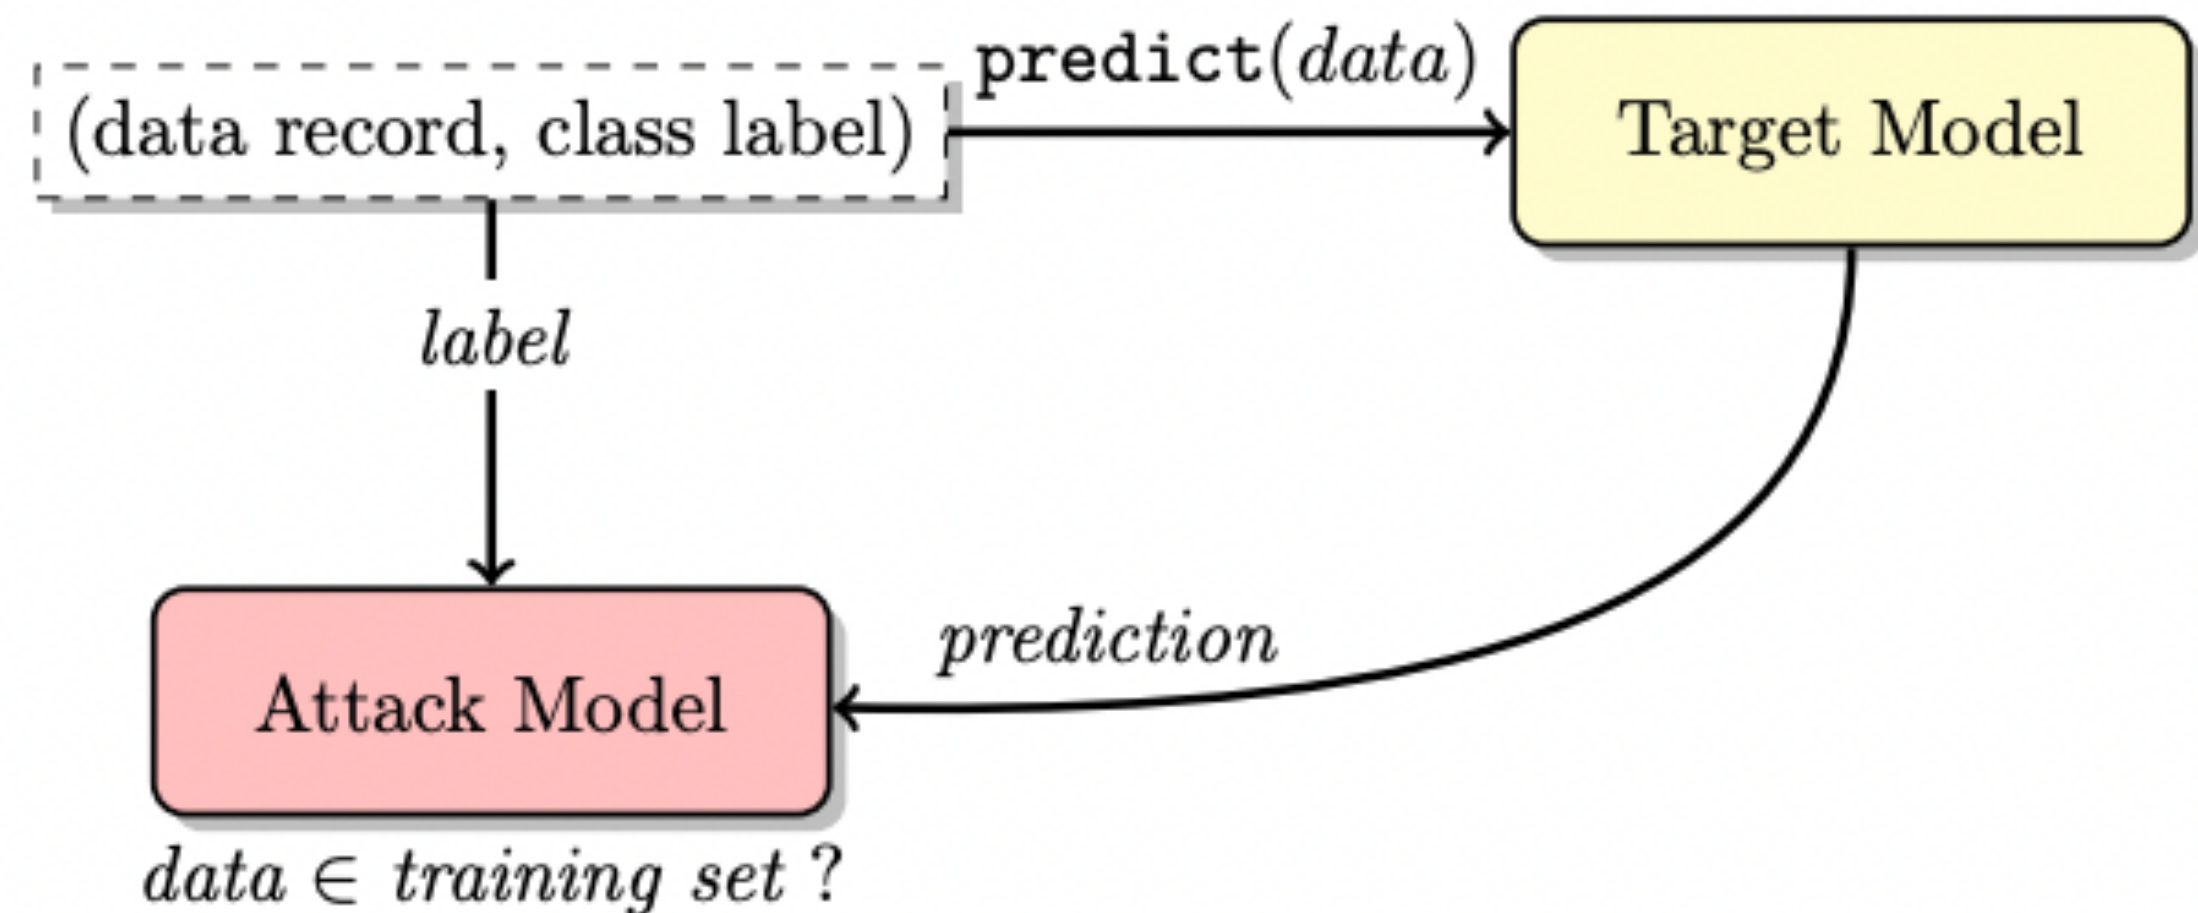 predict(data)
(data record, class label)
Target Model
label
prediction
Attack Model
data ∈ training set ?